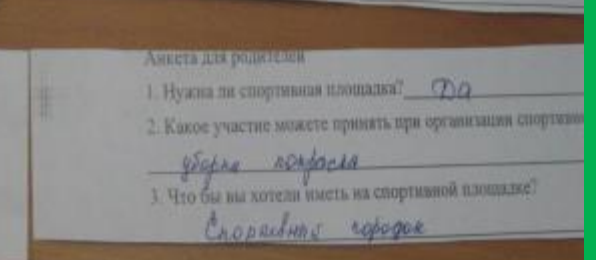 Анкета для родителей
1. Нужна ли спортивная площадка? Да
2. Какое участие можете принять при организации спортивно
уборка покраска
3. Что бы вы хотели иметь на спортивной площадке?
Спортивный городок